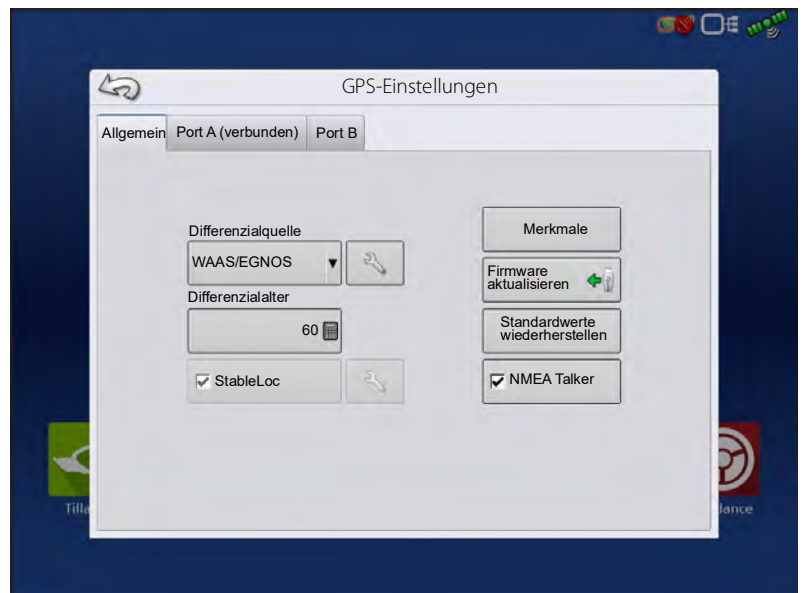 GPS-Einstellungen
Allgemein
Port A (verbunden)
Port B
Differenzialquelle
WAAS/EGNOS
Differenzialalter
60
StableLoc
Merkmale
Firmware
aktualisieren
Standardwerte
wiederherstellen
NMEA Talker
Tilla
dance